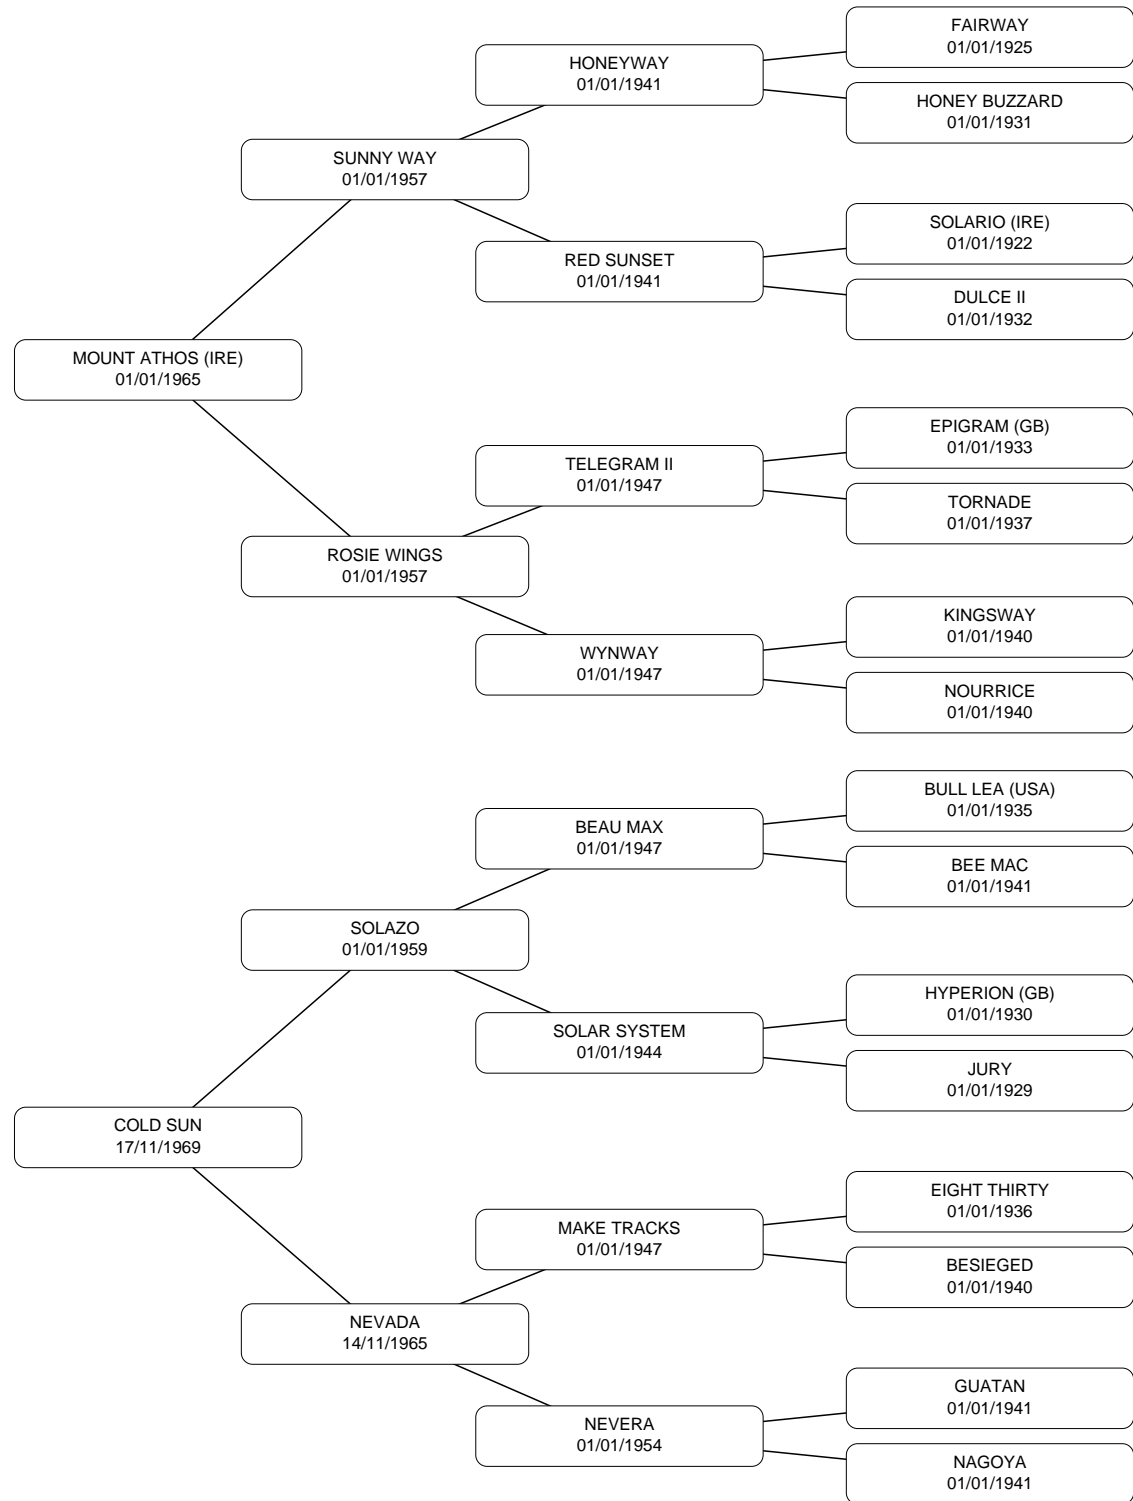 FAIRWAY
01/01/1925
HONEYWAY
01/01/1941
HONEY BUZZARD
01/01/1931
SUNNY WAY
01/01/1957
SOLARIO (IRE)
01/01/1922
RED SUNSET
01/01/1941
DULCE II
01/01/1932
MOUNT ATHOS (IRE)
01/01/1965
EPIGRAM (GB)
01/01/1933
TELEGRAM II
01/01/1947
TORNADE
01/01/1937
ROSIE WINGS
01/01/1957
KINGSWAY
01/01/1940
WYNWAY
01/01/1947
NOURRICE
01/01/1940
BULL LEA (USA)
01/01/1935
BEAU MAX
01/01/1947
BEE MAC
01/01/1941
SOLAZO
01/01/1959
HYPERION (GB)
01/01/1930
SOLAR SYSTEM
01/01/1944
JURY
01/01/1929
COLD SUN
17/11/1969
EIGHT THIRTY
01/01/1936
MAKE TRACKS
01/01/1947
BESIEGED
01/01/1940
NEVADA
14/11/1965
GUATAN
01/01/1941
NEVERA
01/01/1954
NAGOYA
01/01/1941